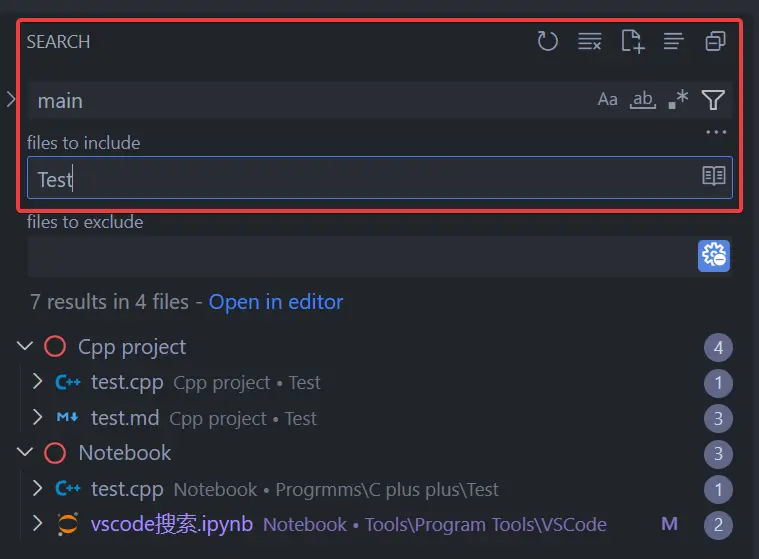 SEARCH
main Aa ab .*
files to include
Test
files to exclude
7 results in 4 files - Open in editor
Cpp project 4
C++ test.cpp Cpp project • Test 1
M↓ test.md Cpp project • Test 3
Notebook 3
C++ test.cpp Notebook • Progrmms\C plus plus\Test 1
vscode搜索.ipynb Notebook • Tools\Program Tools\VSCode M 2